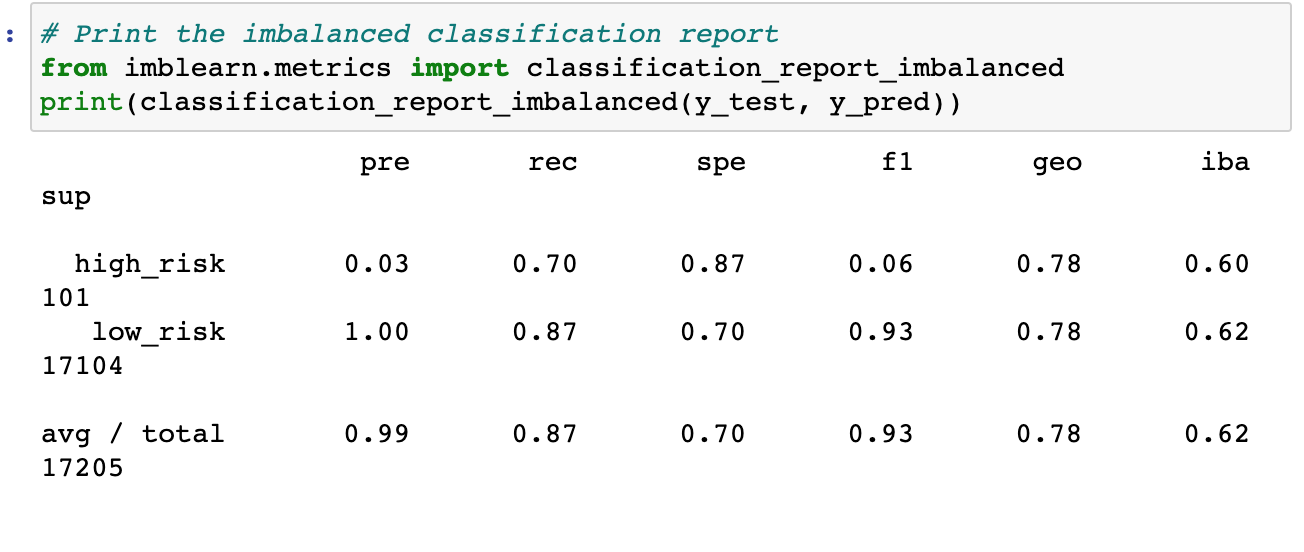 :
# Print the imbalanced classification report
from imblearn.metrics import classification_report_imbalanced
print(classification_report_imbalanced(y_test, y_pred))
pre rec spe f1 geo iba
sup
high_risk 0.03 0.70 0.87 0.06 0.78 0.60
101
low_risk 1.00 0.87 0.70 0.93 0.78 0.62
17104
avg / total 0.99 0.87 0.70 0.93 0.78 0.62
17205